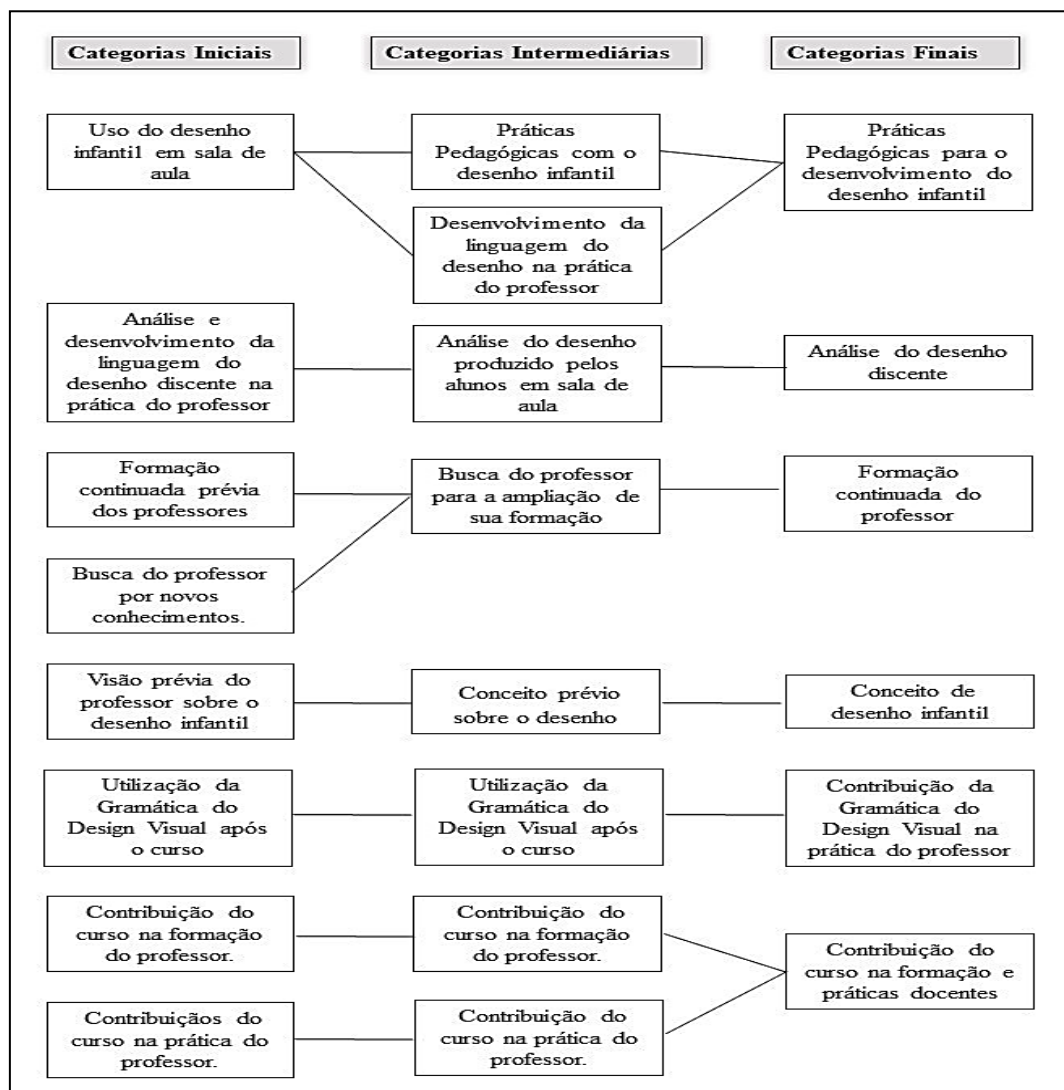 Categorias Iniciais
Categorias Intermediárias
Categorias Finais
Uso do desenho
infantil em sala de
aula
Práticas
Pedagógicas com o
desenho infantil
Práticas
Pedagógicas para o
desenvolvimento do
desenho infantil
Desenvolvimento da
linguagem do
desenho na prática
do professor
Análise e
desenvolvimento da
linguagem do
desenho discente na
prática do professor
Análise do desenho
produzido pelos
alunos em sala de
aula
Análise do desenho
discente
Formação
continuada prévia
dos professores
Busca do professor
para a ampliação de
sua formação
Formação
continuada do
professor
Busca do professor
por novos
conhecimentos.
Visão prévia do
professor sobre o
desenho infantil
Conceito prévio
sobre o desenho
Conceito de
desenho infantil
Utilização da
Gramática do
Design Visual após
o curso
Utilização da
Gramática do
Design Visual após
o curso
Contribuição da
Gramática do
Design Visual na
prática do professor
Contribuição do
curso na formação
do professor.
Contribuição do
curso na formação
do professor.
Contribuição do
curso na formação e
práticas docentes
Contribuiçãos do
curso na prática do
professor.
Contribuição do
curso na prática do
professor.